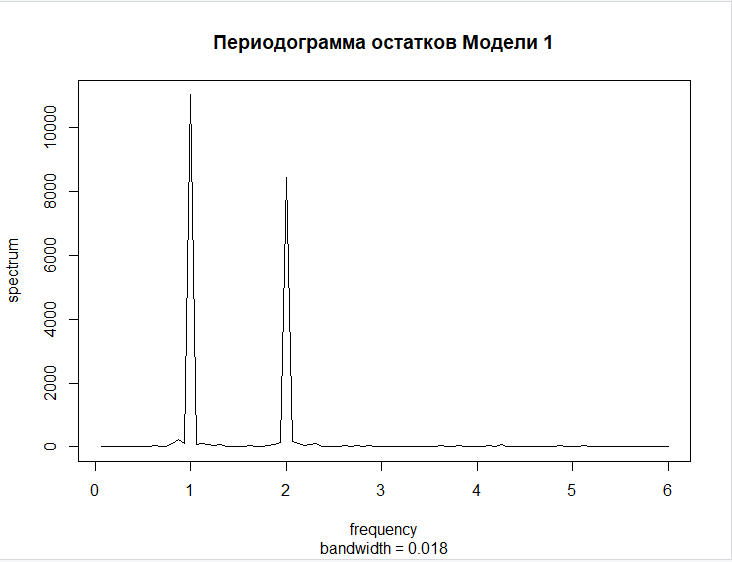 Периодограмма остатков Модели 1
10000
8000
6000
4000
2000
0
spectrum
0 1 2 3 4 5 6
frequency
bandwidth = 0.018